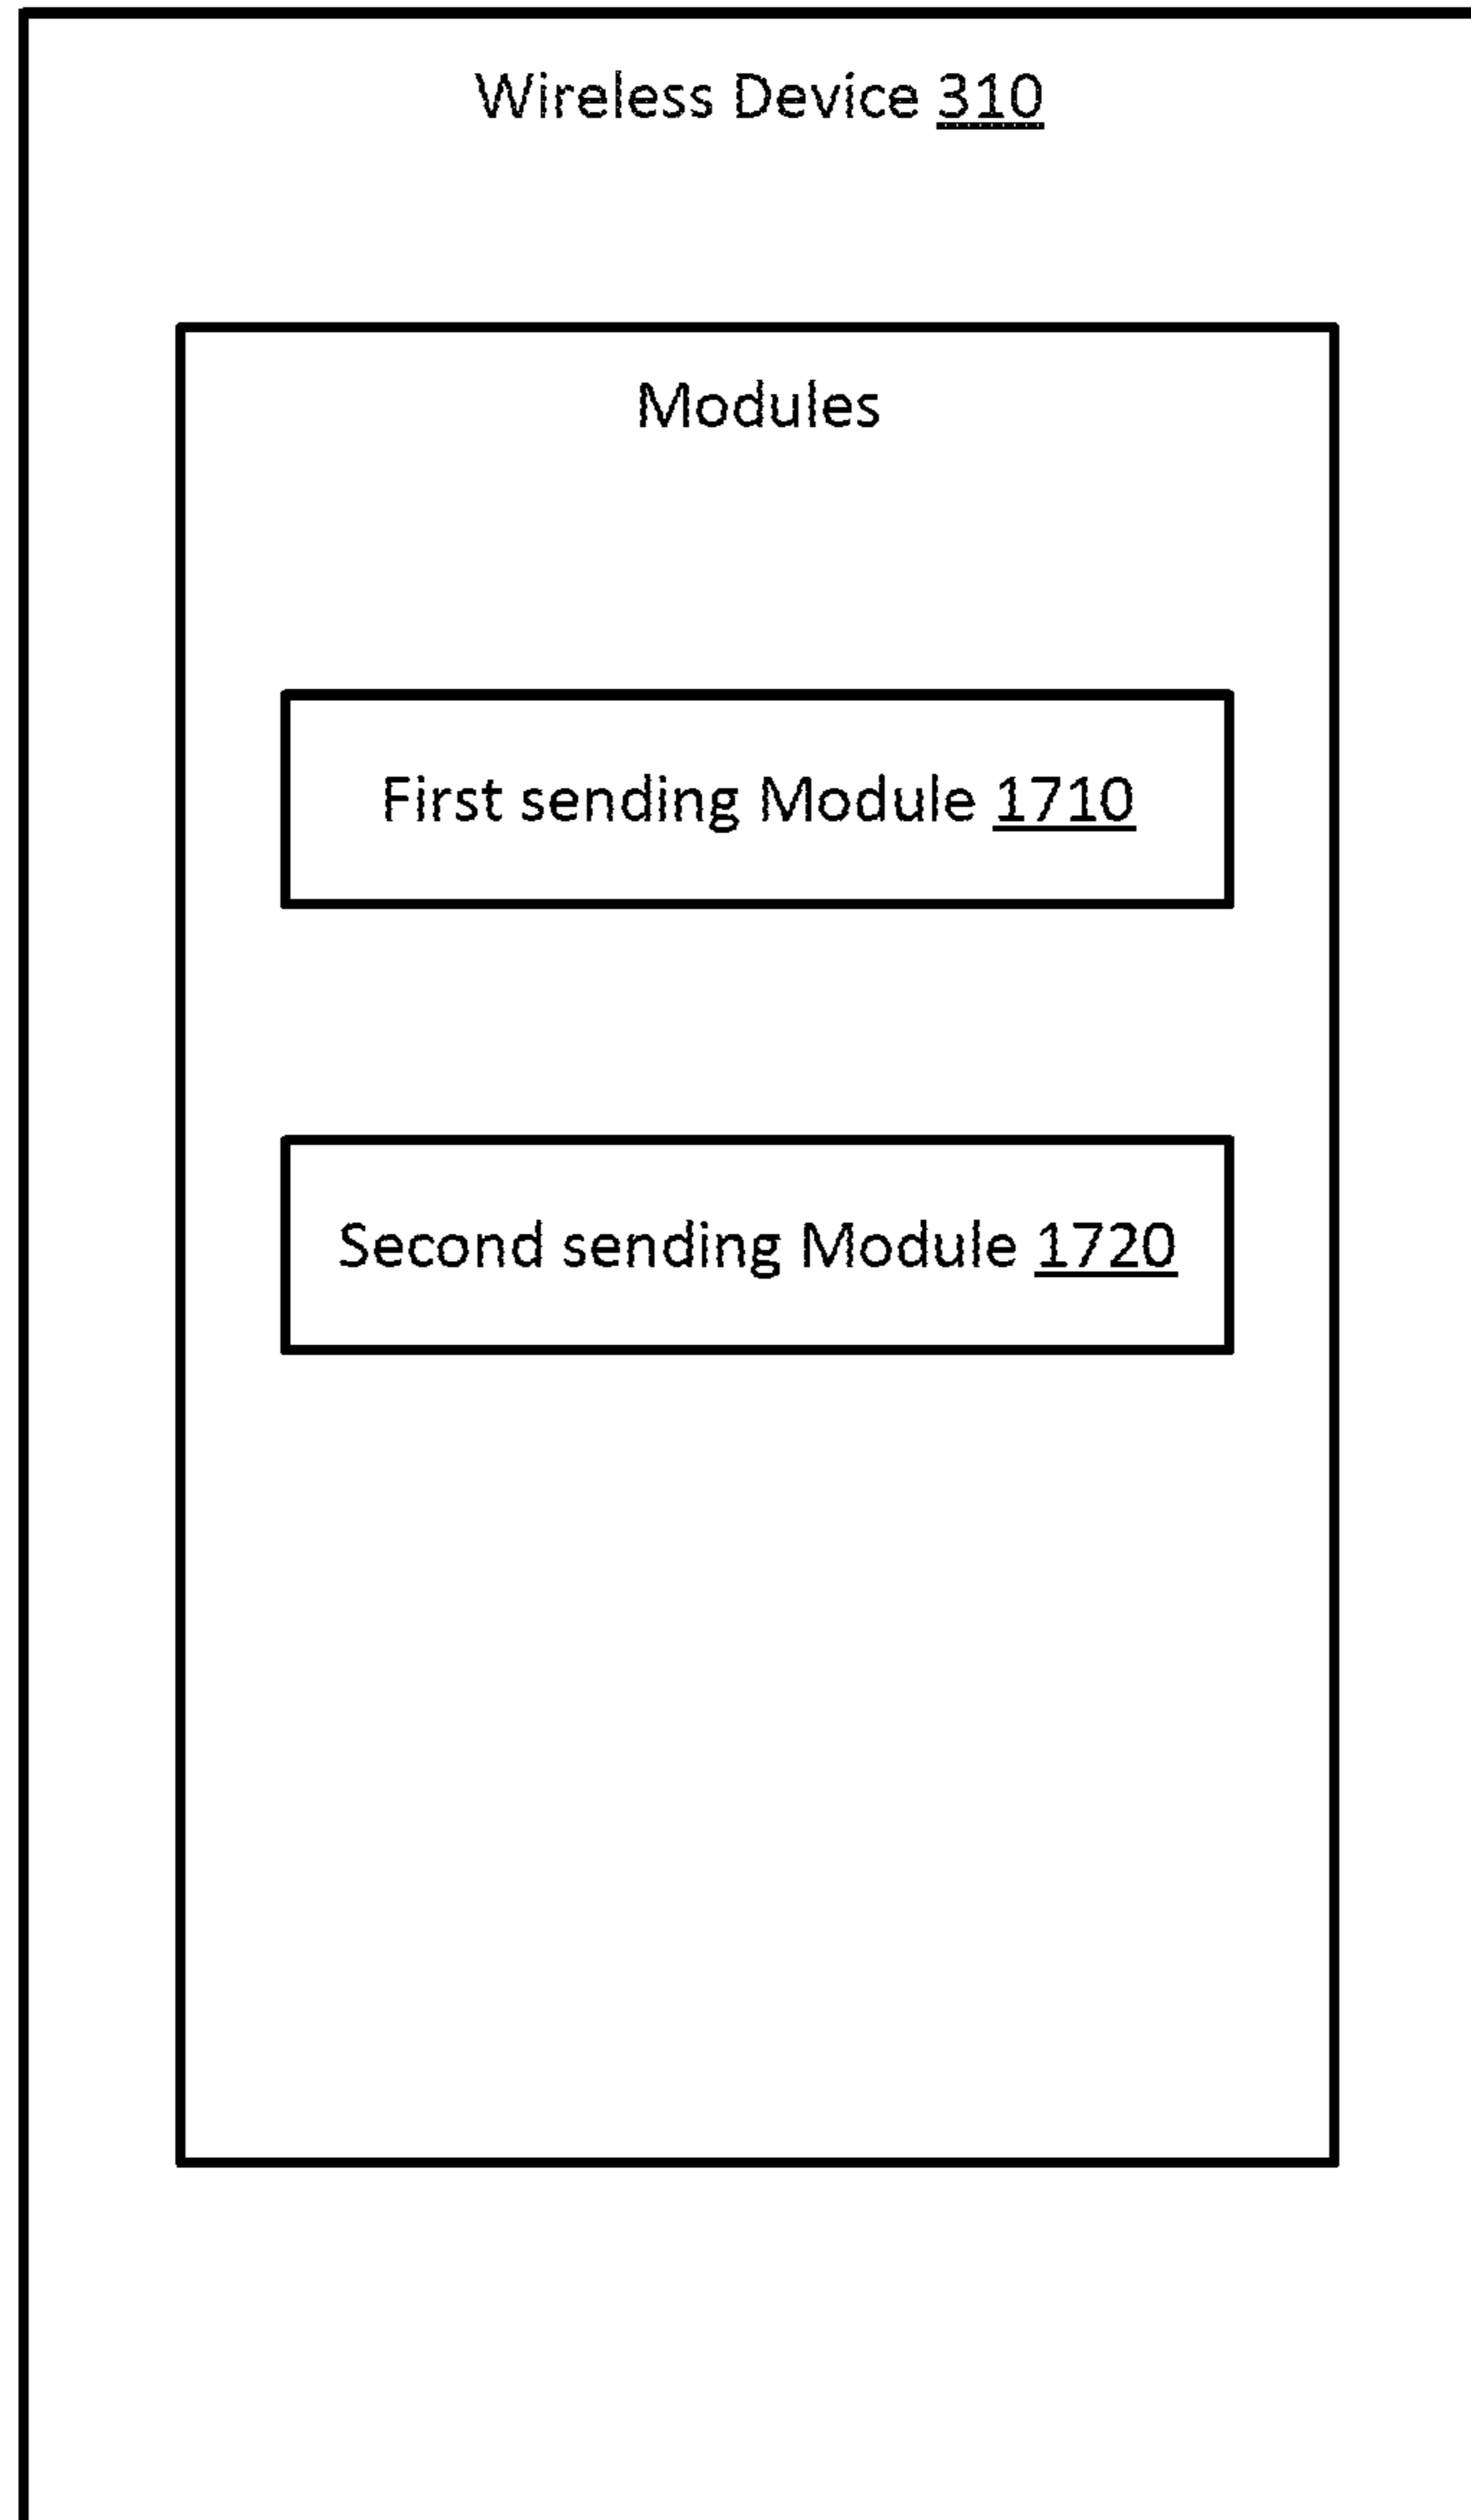 Wireless Device 310
Modules
First sending Module 1710
Second sending Module 1720